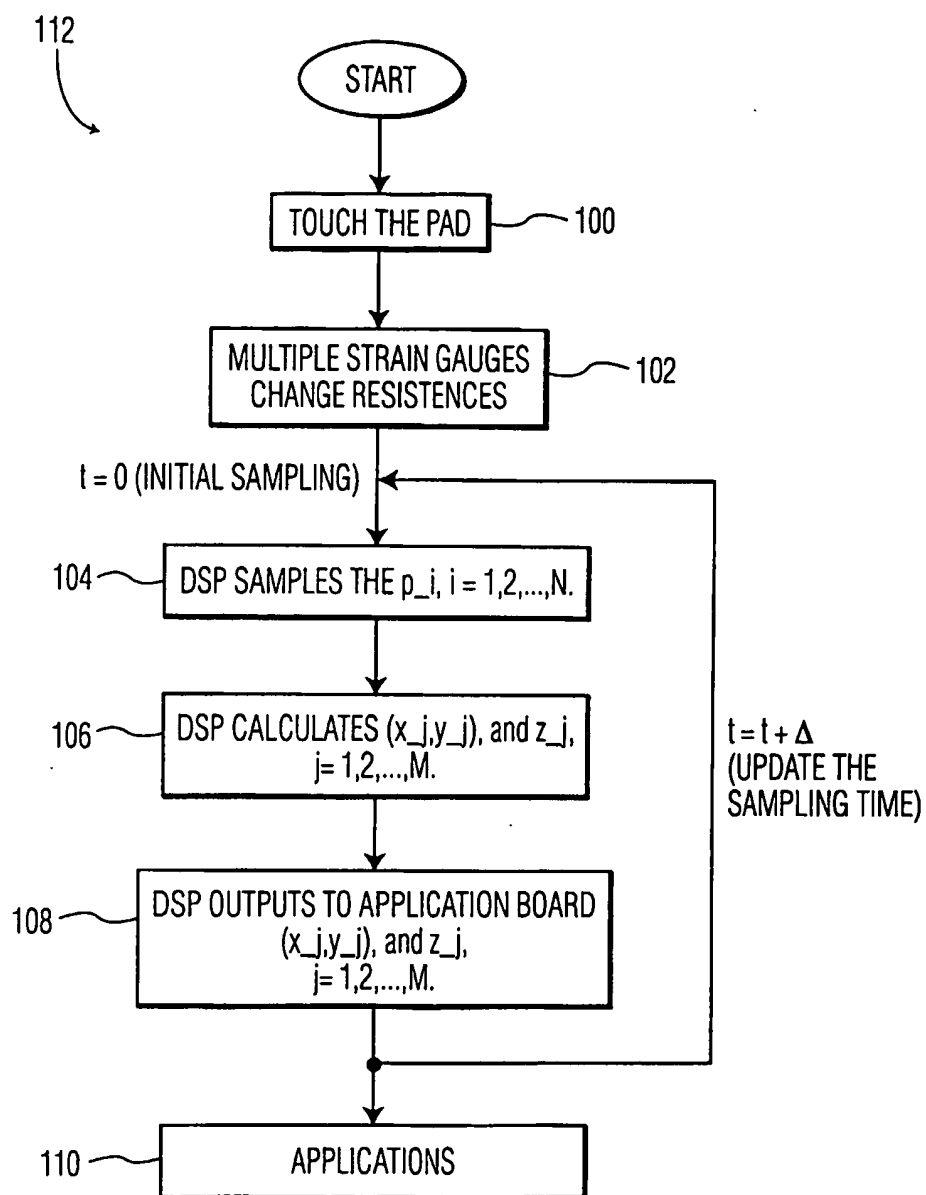 112
START
TOUCH THE PAD
100
MULTIPLE STRAIN GAUGES
CHANGE RESISTENCES
102
t = 0 (INITIAL SAMPLING)
104
DSP SAMPLES THE p_i, i = 1,2,...,N.
106
DSP CALCULATES (x_j,y_j), and z_j,
j= 1,2,...,M.
t = t + Δ
(UPDATE THE
SAMPLING TIME)
108
DSP OUTPUTS TO APPLICATION BOARD
(x_j,y_j), and z_j,
j= 1,2,...,M.
110
APPLICATIONS